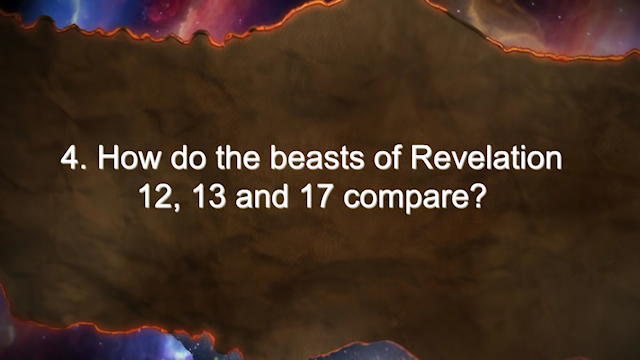 4. How do the beasts of Revelation
12, 13 and 17 compare?